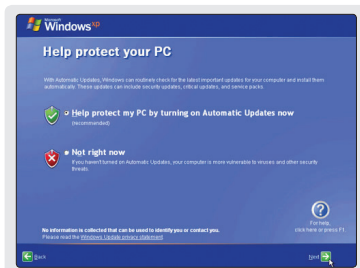 Microsoft
Windows xp
Help protect your PC
With Automatic Updates, Windows can routinely check for the latest important updates for your computer and install them
automatically. These updates can include security updates, critical updates, and service packs.
Help protect my PC by turning on Automatic Updates now
(recommended)
Not right now
If you haven't turned on Automatic Updates, your computer is more vulnerable to viruses and other security
threats.
For help,
click here or press F1.
No information is collected that can be used to identify you or contact you.
Please read the Windows Update privacy statement
Back
Next